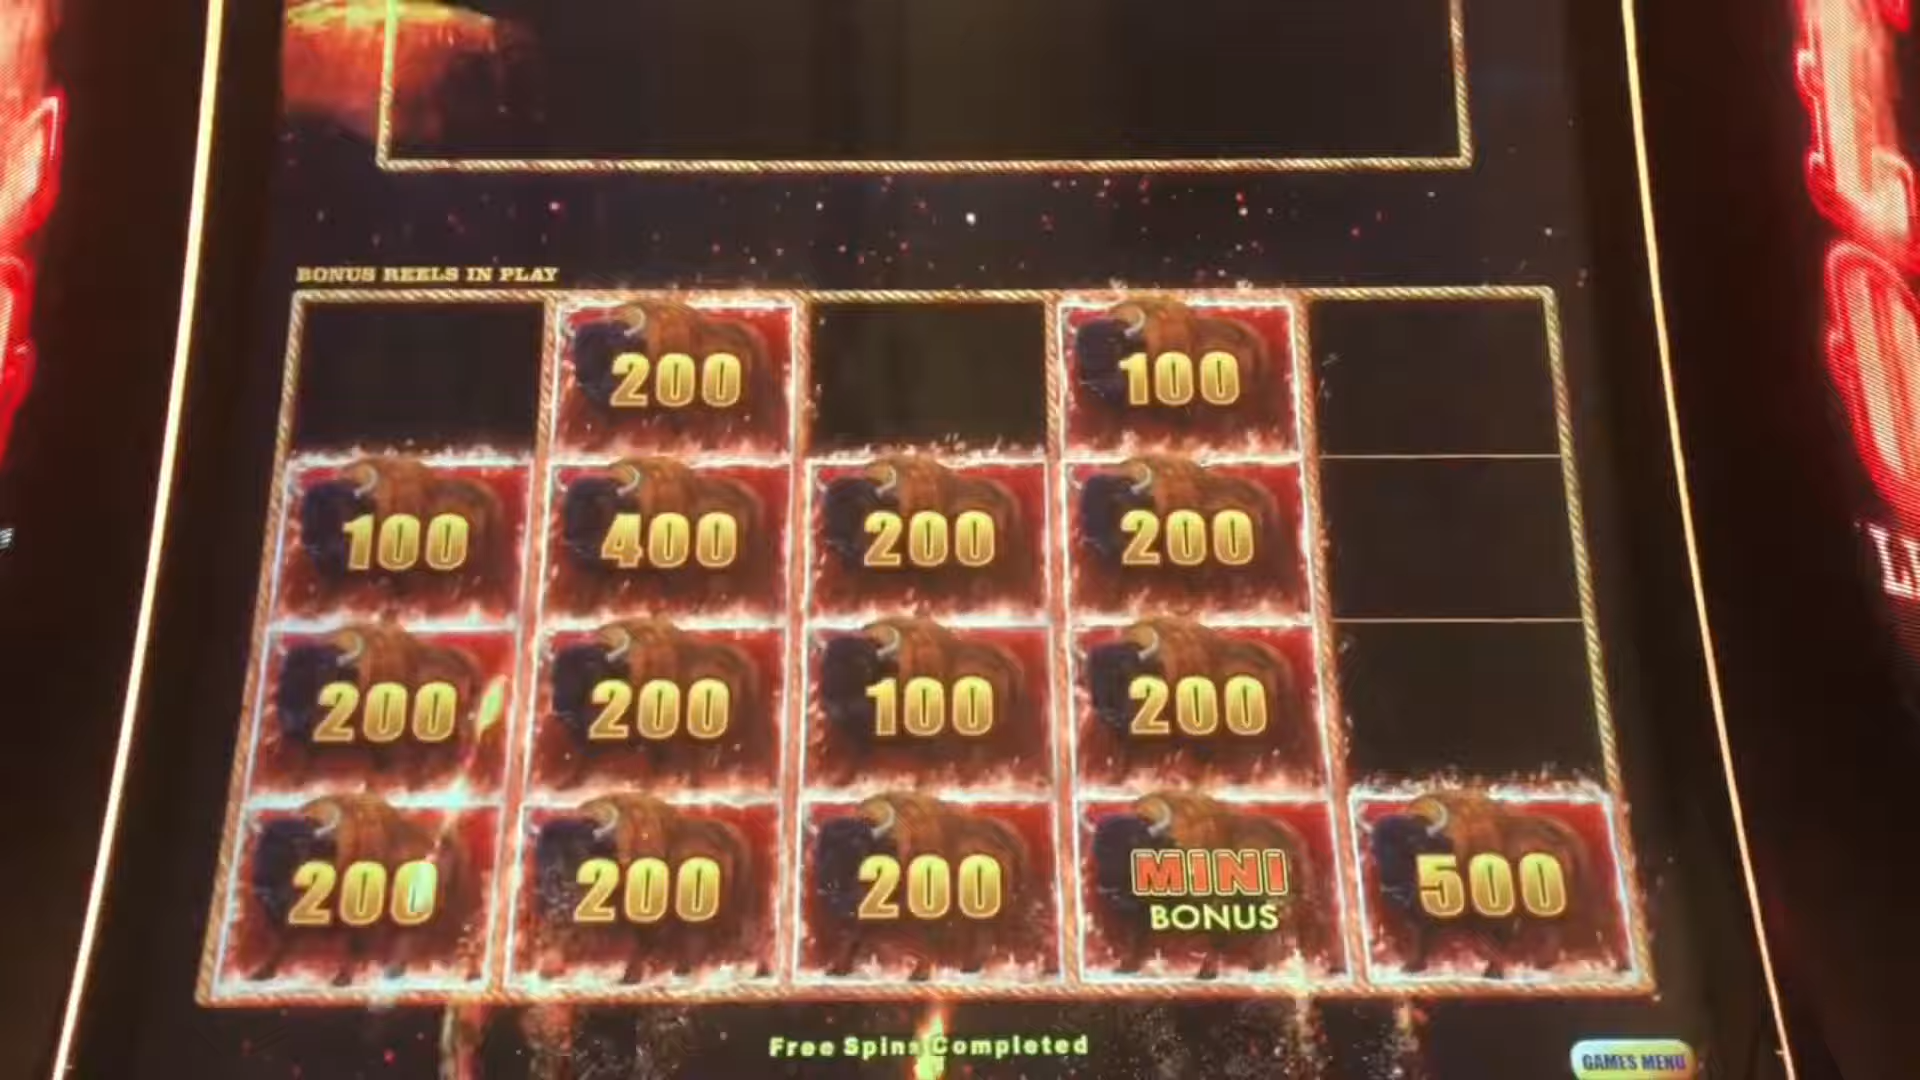 BONUS REELS IN PLAY
200 100
100 400 200 200
200 200 100 200
200 200 200 MINI BONUS 500
Free Spins Completed
GAMES MENU